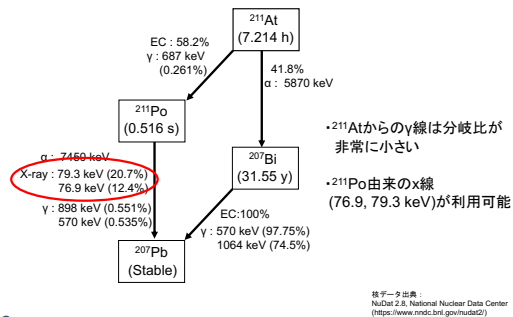 ²¹¹At
(7.214 h)
EC : 58.2%
γ : 687 keV
(0.261%)
41.8%
α : 5870 keV
²¹¹Po
(0.516 s)
²⁰⁷Bi
(31.55 y)
α : 7450 keV
X-ray : 79.3 keV (20.7%)
76.9 keV (12.4%)
γ : 898 keV (0.551%)
570 keV (0.535%)
EC:100%
γ : 570 keV (97.75%)
1064 keV (74.5%)
²⁰⁷Pb
(Stable)
・²¹¹Atからのγ線は分岐比が
非常に小さい
・²¹¹Po由来のx線
(76.9, 79.3 keV)が利用可能
核データ出典：
NuDat 2.8, National Nuclear Data Center
(https://www.nndc.bnl.gov/nudat2/)